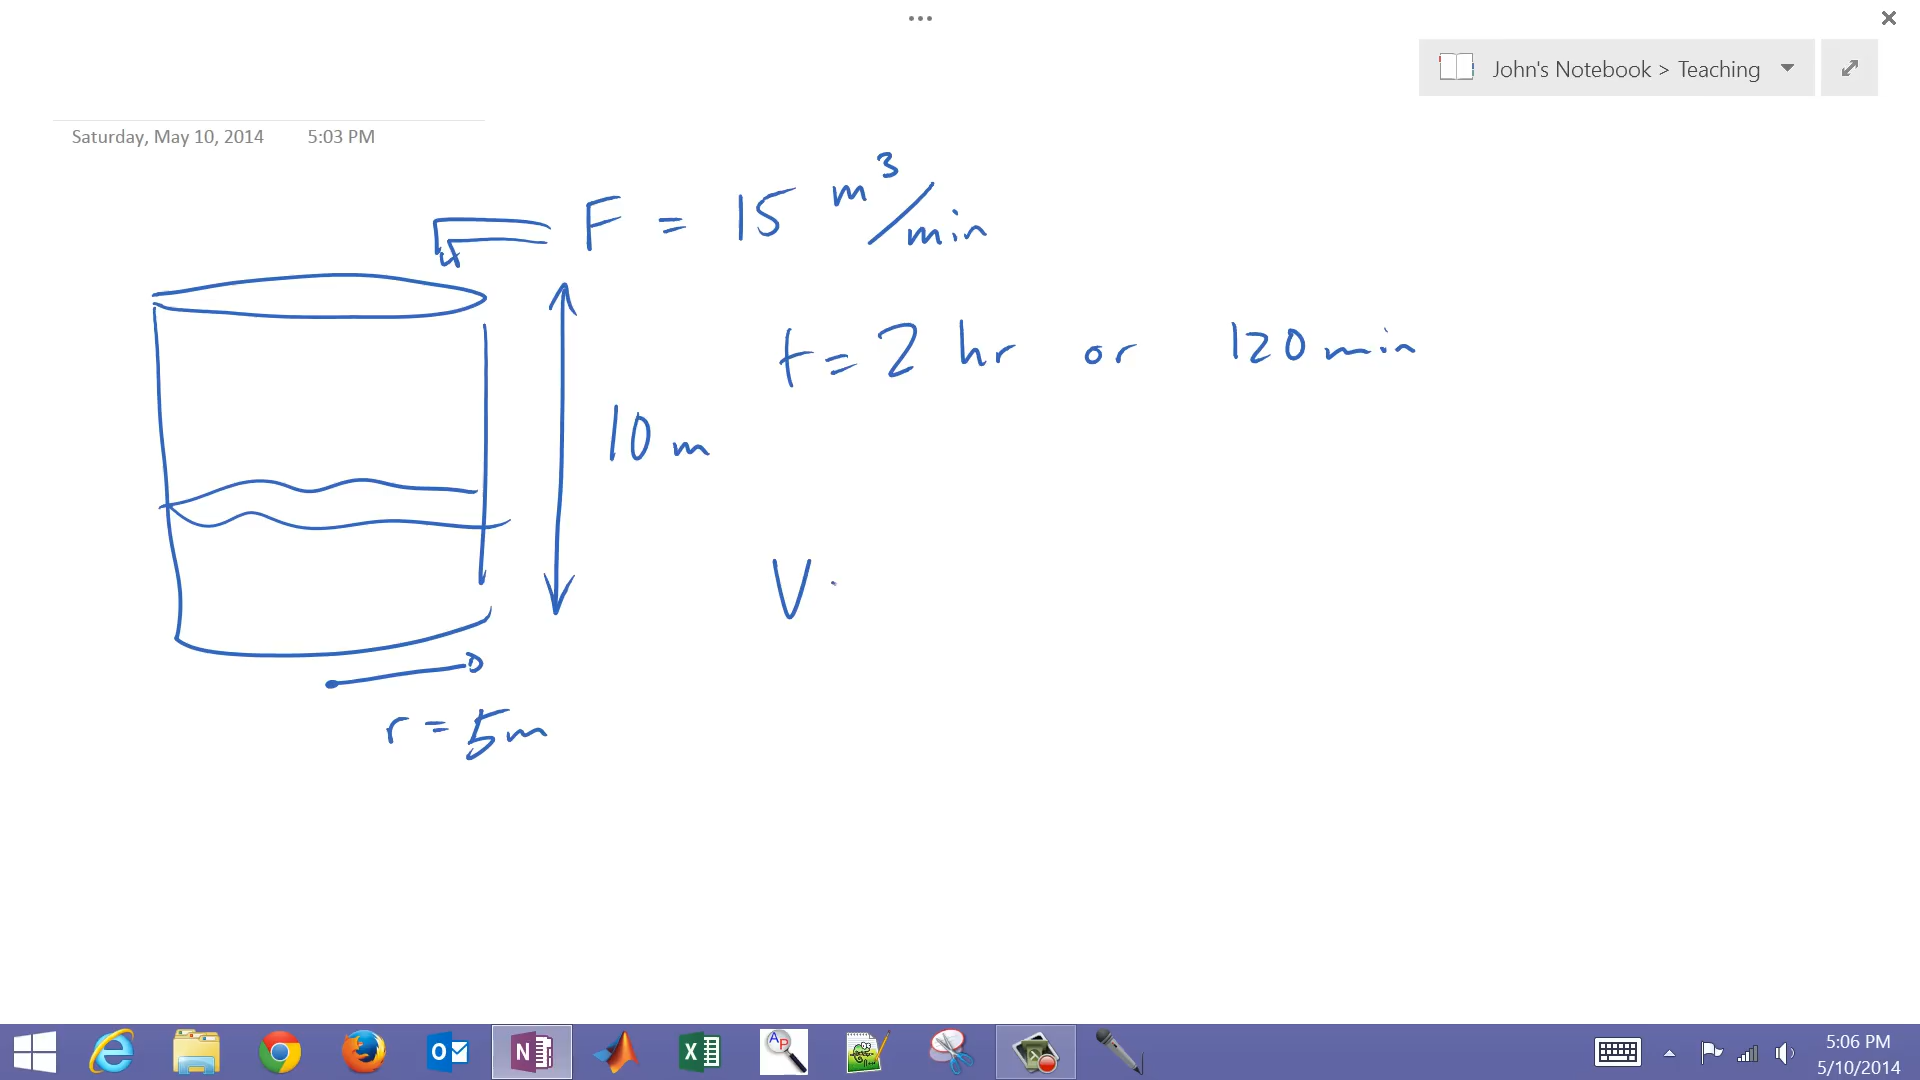 John's Notebook > Teaching
Saturday, May 10, 2014 5:03 PM
F = 15 m³/min
t = 2 hr or 120 min
10 m
V
r = 5m
5:06 PM
5/10/2014